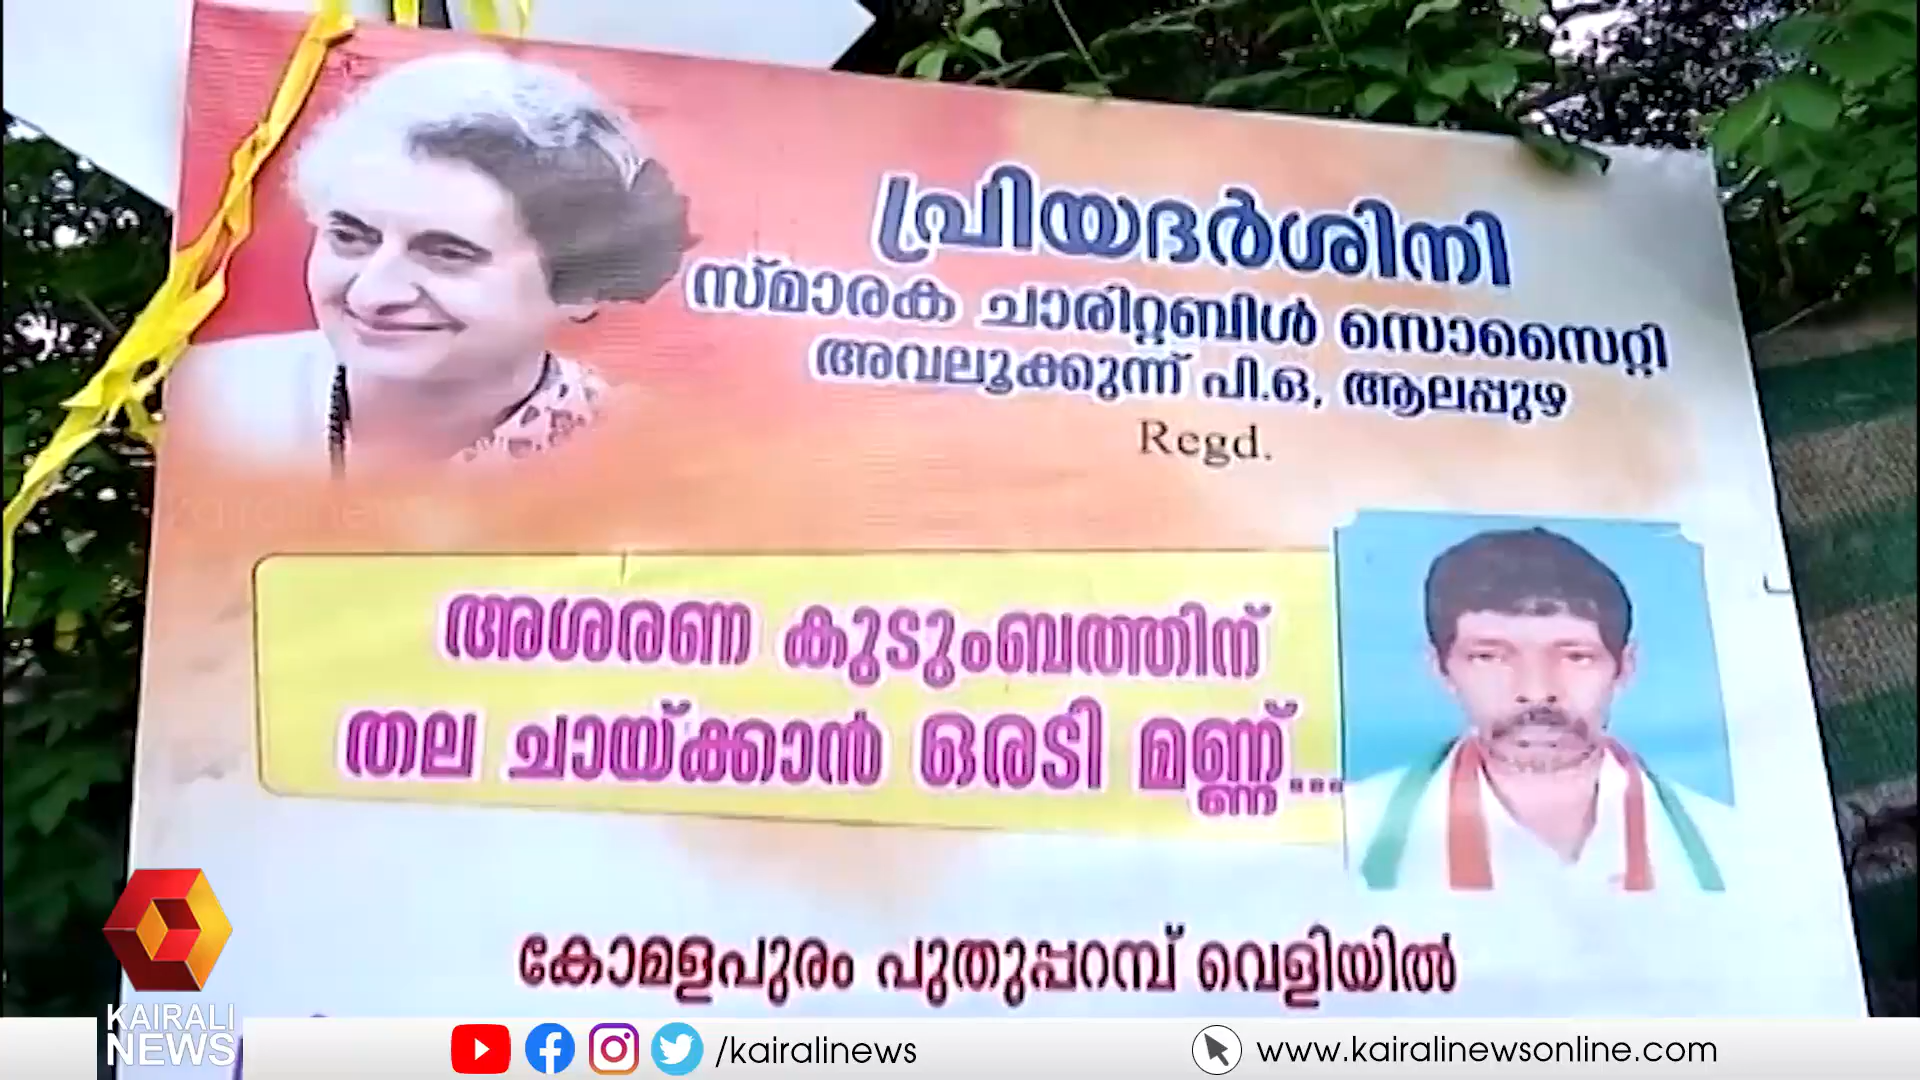 പ്രിയദർശിനി
സ്മാരക ചാരിറ്റബിൾ സൊസൈറ്റി
അവലൂക്കുന്ന് പി.ഒ, ആലപ്പുഴ
Regd.
kairalinews
അശരണ കുടുംബത്തിന്
തല ചായ്ക്കാൻ ഒരടി മണ്ണ്...
കോമളപുരം പുതുപ്പറമ്പ് വെളിയിൽ
KAIRALI
NEWS
/kairalinews
www.kairalinewsonline.com